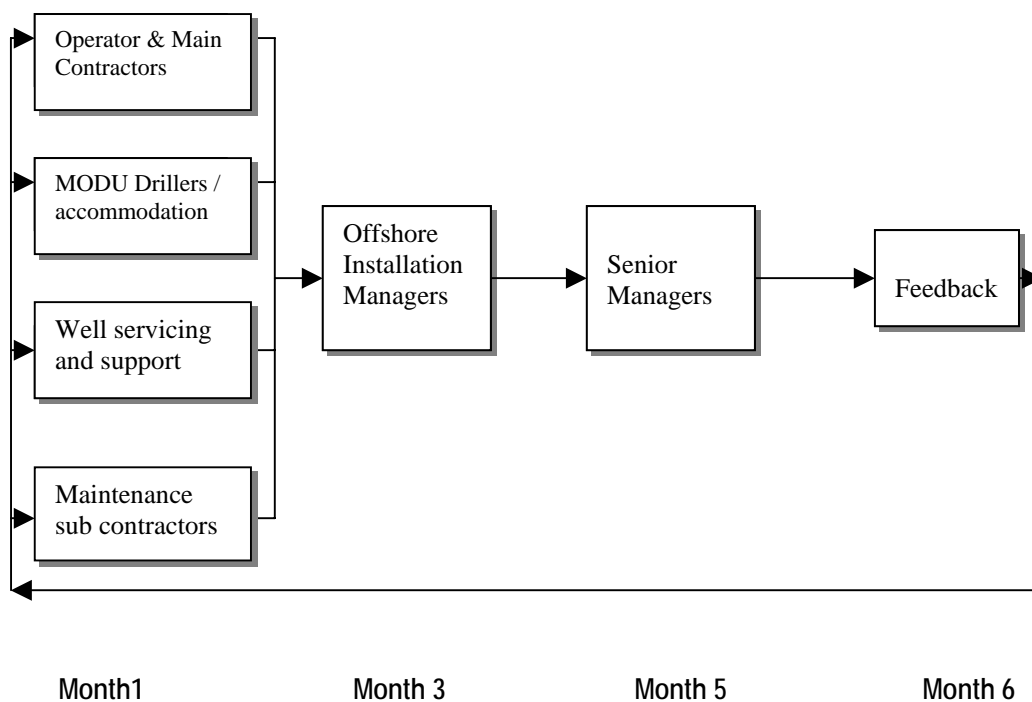 Operator & Main
Contractors
MODU Drillers /
accommodation
Well servicing
and support
Maintenance
sub contractors
Offshore
Installation
Managers
Senior
Managers
Feedback
Month1
Month 3
Month 5
Month 6